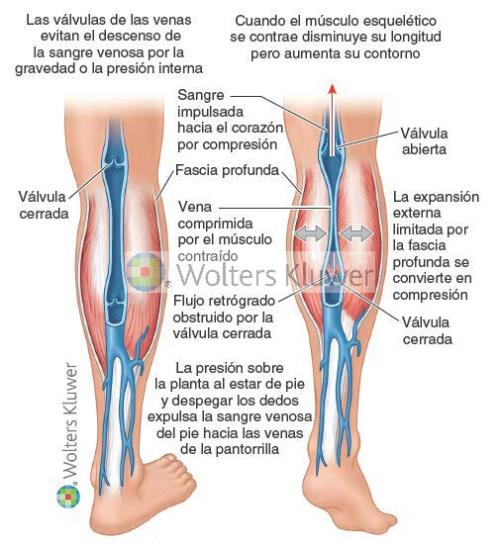 Las válvulas de las venas
evitan el descenso de
la sangre venosa por la
gravedad o la presión interna
Cuando el músculo esquelético
se contrae disminuye su longitud
pero aumenta su contorno
Sangre
impulsada
hacia el corazón
por compresión
Válvula
abierta
Fascia profunda
Válvula
cerrada
Vena
comprimida
por el músculo
contraído
La expansión
externa
limitada por
la fascia
profunda se
convierte en
compresión
Wolters Kluwer
Flujo retrógrado
obstruido por la
válvula cerrada
Válvula
cerrada
La presión sobre
la planta al estar de pie
y despegar los dedos
expulsa la sangre venosa
del pie hacia las venas
de la pantorrilla
Wolters Kluwer